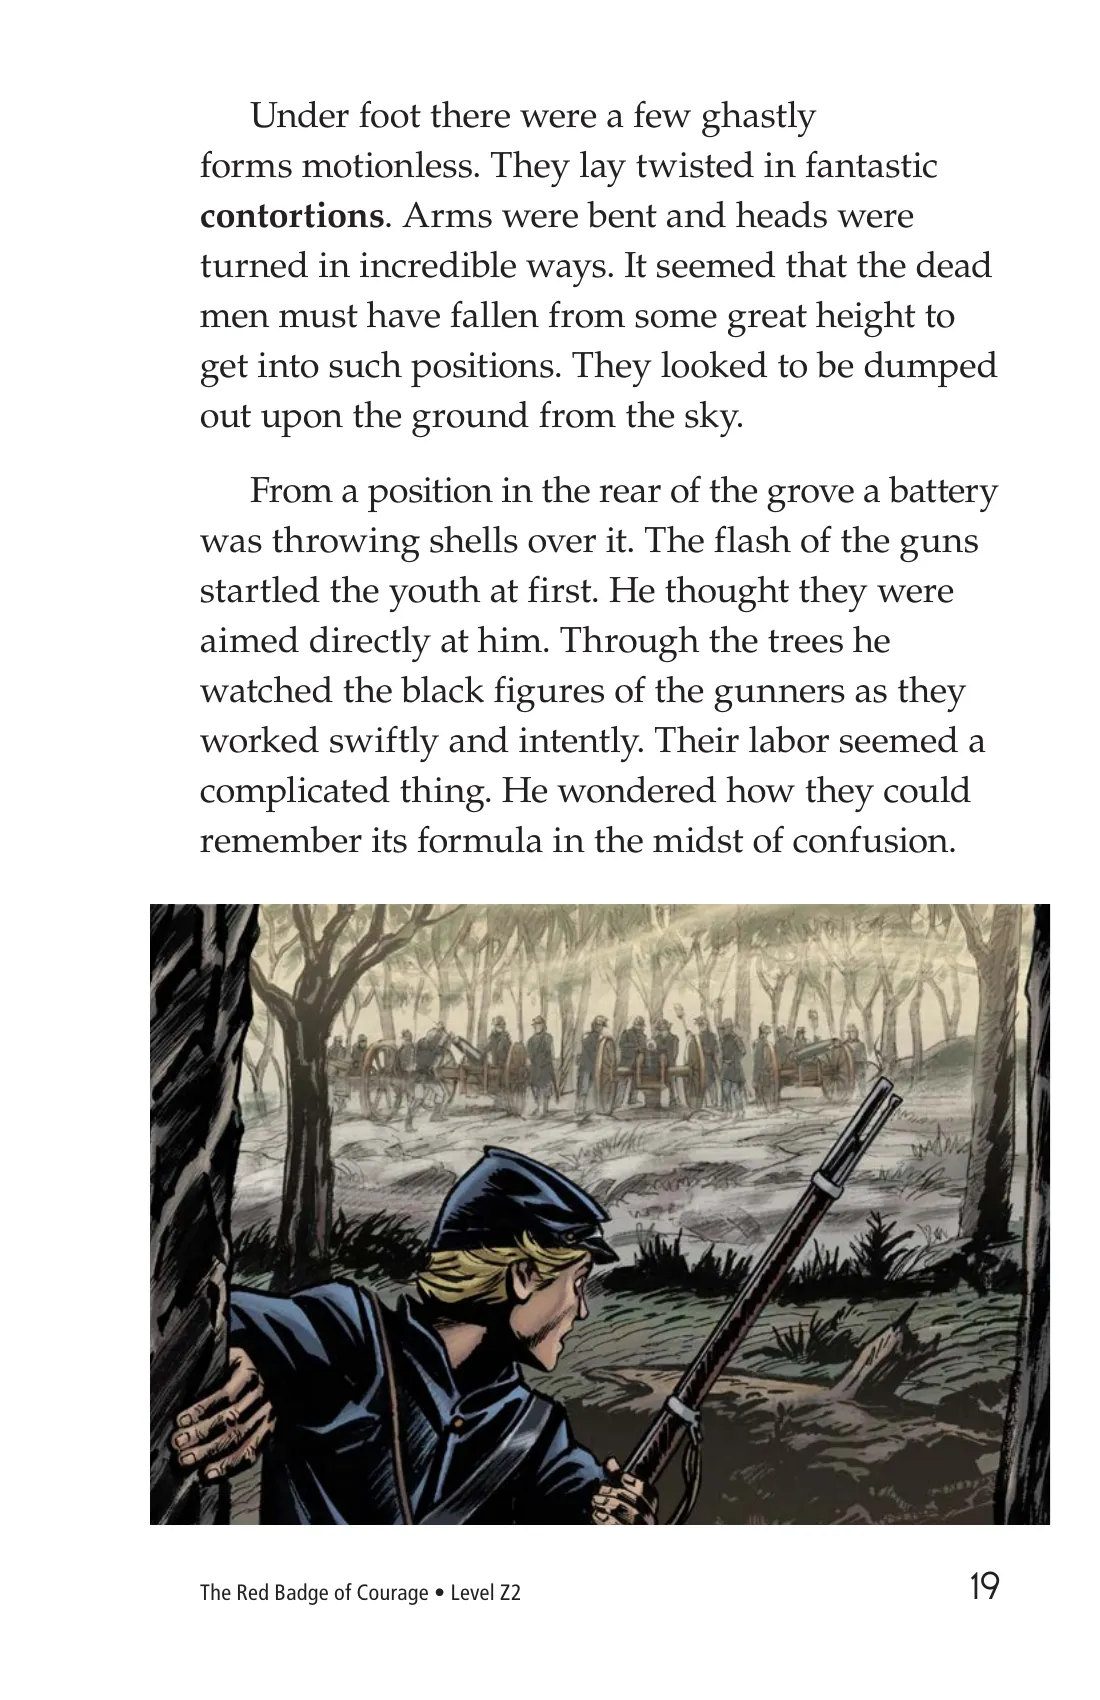 Under foot there were a few ghastly
forms motionless. They lay twisted in fantastic
contortions. Arms were bent and heads were
turned in incredible ways. It seemed that the dead
men must have fallen from some great height to
get into such positions. They looked to be dumped
out upon the ground from the sky.
From a position in the rear of the grove a battery
was throwing shells over it. The flash of the guns
startled the youth at first. He thought they were
aimed directly at him. Through the trees he
watched the black figures of the gunners as they
worked swiftly and intently. Their labor seemed a
complicated thing. He wondered how they could
remember its formula in the midst of confusion.
The Red Badge of Courage • Level Z2
19